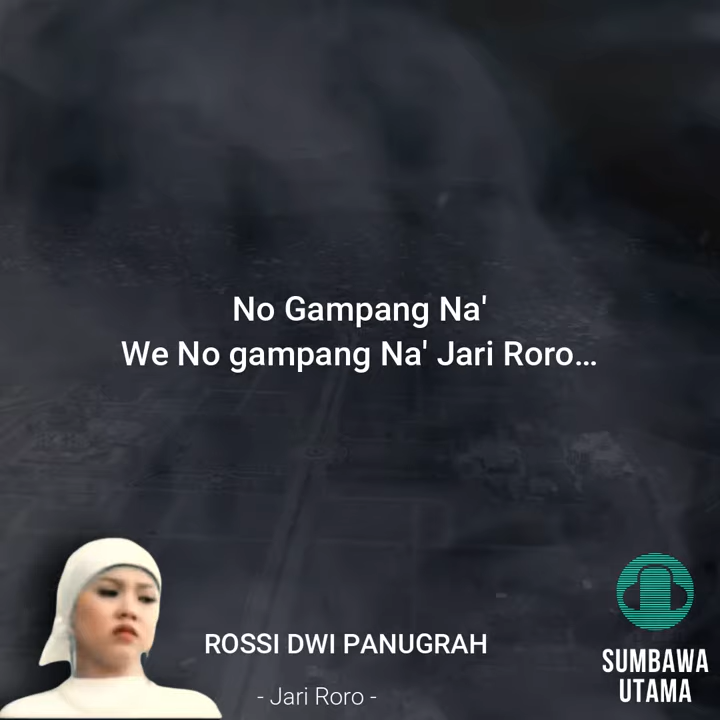 No Gampang Na'
We No gampang Na' Jari Roro...
ROSSI DWI PANUGRAH
- Jari Roro -
SUMBAWA
UTAMA